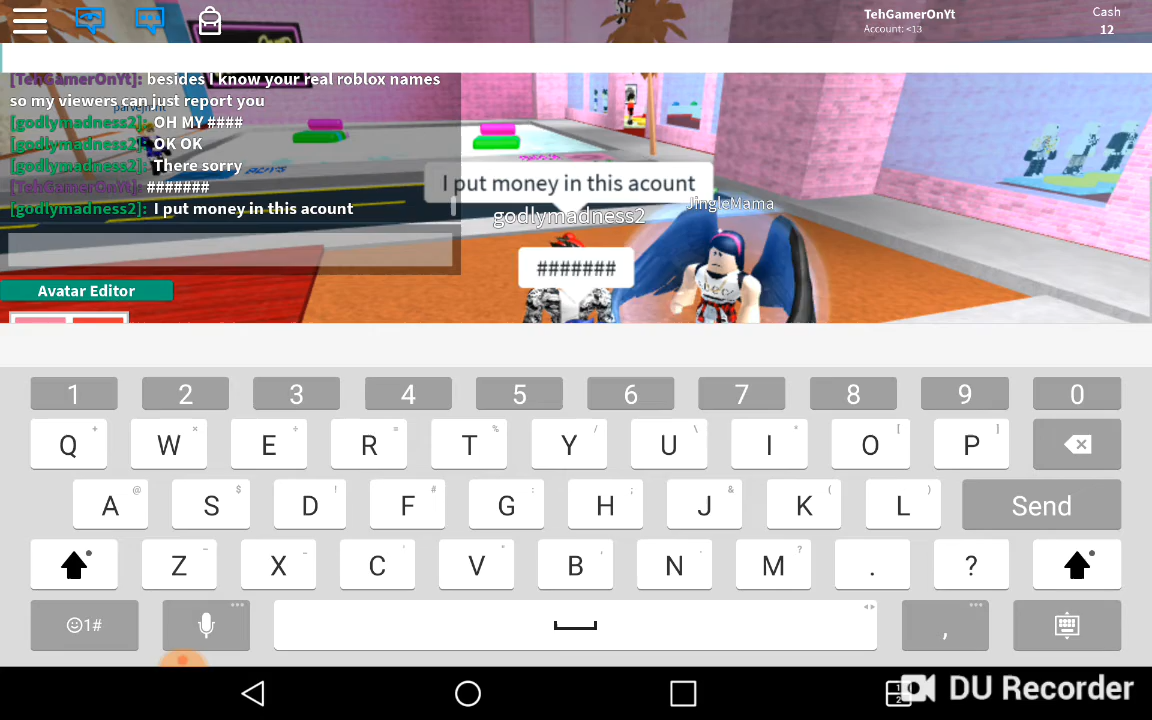 TehGamerOnYt
Account: <13
Cash
12
[TehGamerOnYt]: besides I know your real roblox names
so my viewers can just report you
[godlymadness2]: OH MY ####
[godlymadness2]: OK OK
[godlymadness2]: There sorry
[TehGamerOnYt]: #######
[godlymadness2]: I put money in this acount
I put money in this acount
godlymadness2
JingleMama
#######
Avatar Editor
1 2 3 4 5 6 7 8 9 0
Q W E R T Y U I O P
A S D F G H J K L Send
Z X C V B N M . ?
☺1# ,
DU Recorder